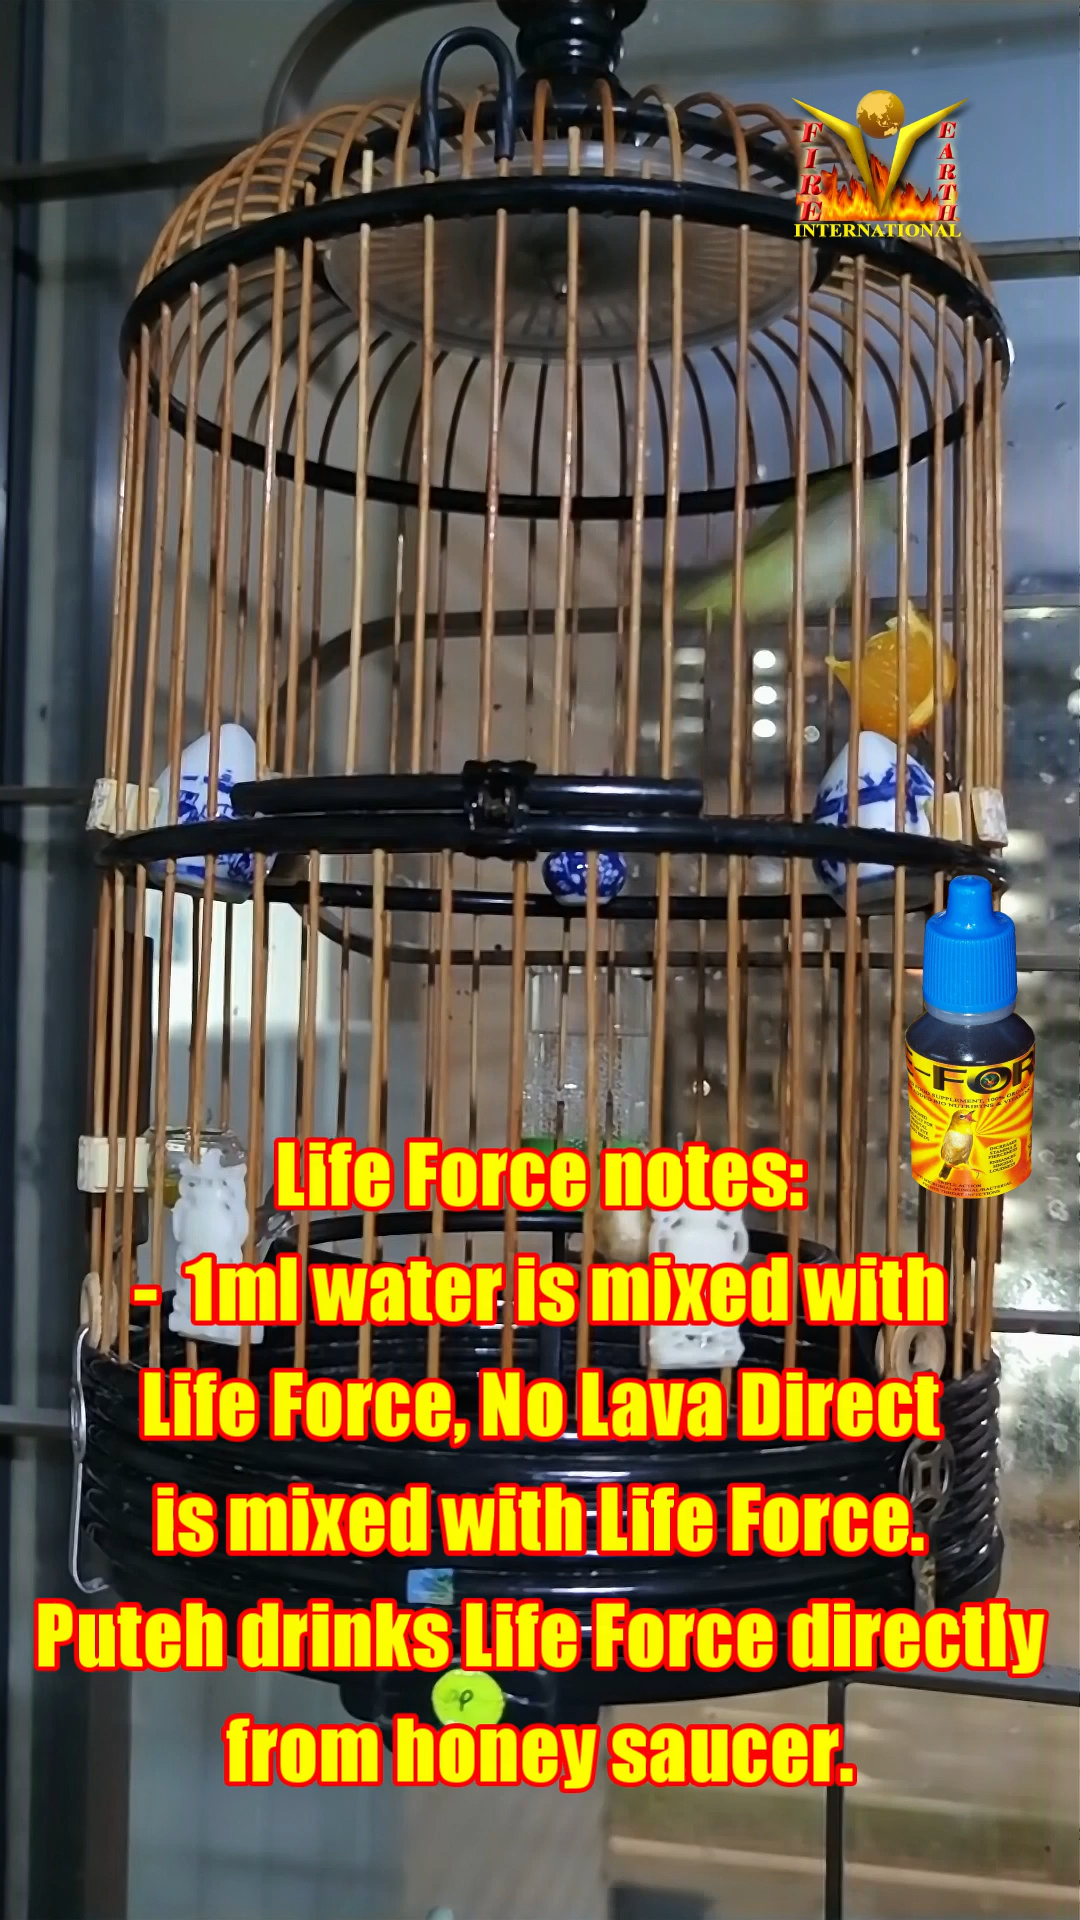 FIRE EARTH
INTERNATIONAL
-FOR
Life Force notes:
- 1ml water is mixed with
Life Force, No Lava Direct
is mixed with Life Force.
Puteh drinks Life Force directly
from honey saucer.